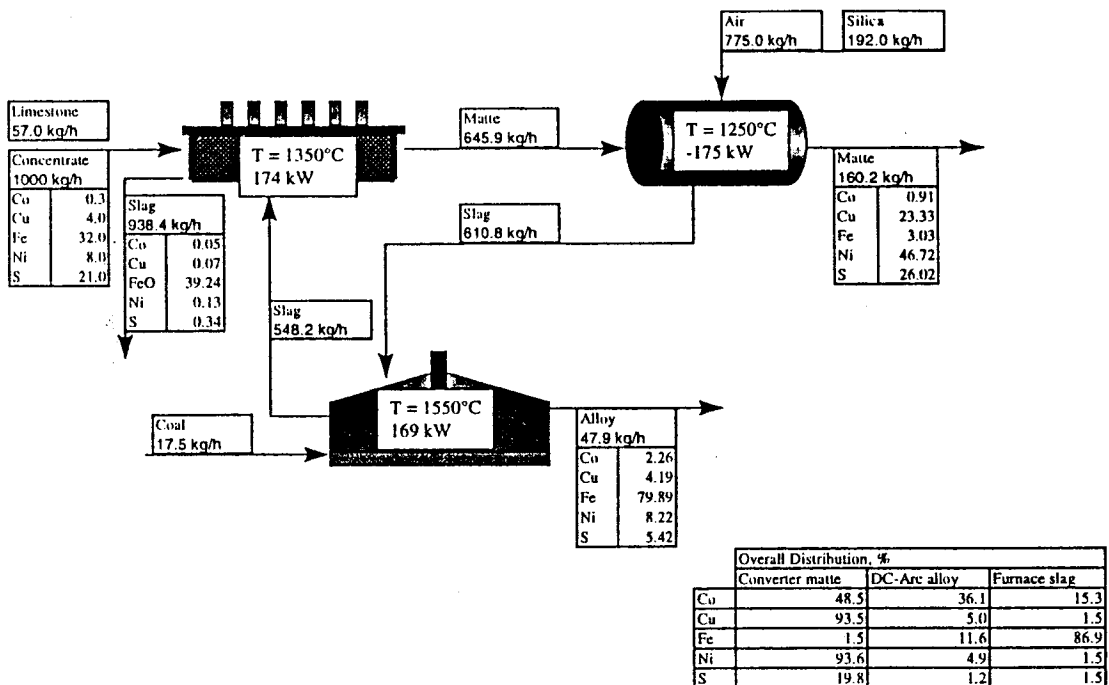 Air
775.0 kg/h
Silica
192.0 kg/h
Limestone
57.0 kg/h
Concentrate
1000 kg/h
Co 0.3
Cu 4.0
Fe 32.0
Ni 8.0
S 21.0
T = 1350°C
174 kW
Matte
645.9 kg/h
T = 1250°C
-175 kW
Matte
160.2 kg/h
Co 0.91
Cu 23.33
Fe 3.03
Ni 46.72
S 26.02
Slag
938.4 kg/h
Co 0.05
Cu 0.07
FeO 39.24
Ni 0.13
S 0.34
Slag
610.8 kg/h
Slag
548.2 kg/h
T = 1550°C
169 kW
Coal
17.5 kg/h
Alloy
47.9 kg/h
Co 2.26
Cu 4.19
Fe 79.89
Ni 8.22
S 5.42
Overall Distribution, %
Converter matte DC-Arc alloy Furnace slag
Co 48.5 36.1 15.3
Cu 93.5 5.0 1.5
Fe 1.5 11.6 86.9
Ni 93.6 4.9 1.5
S 19.8 1.2 1.5